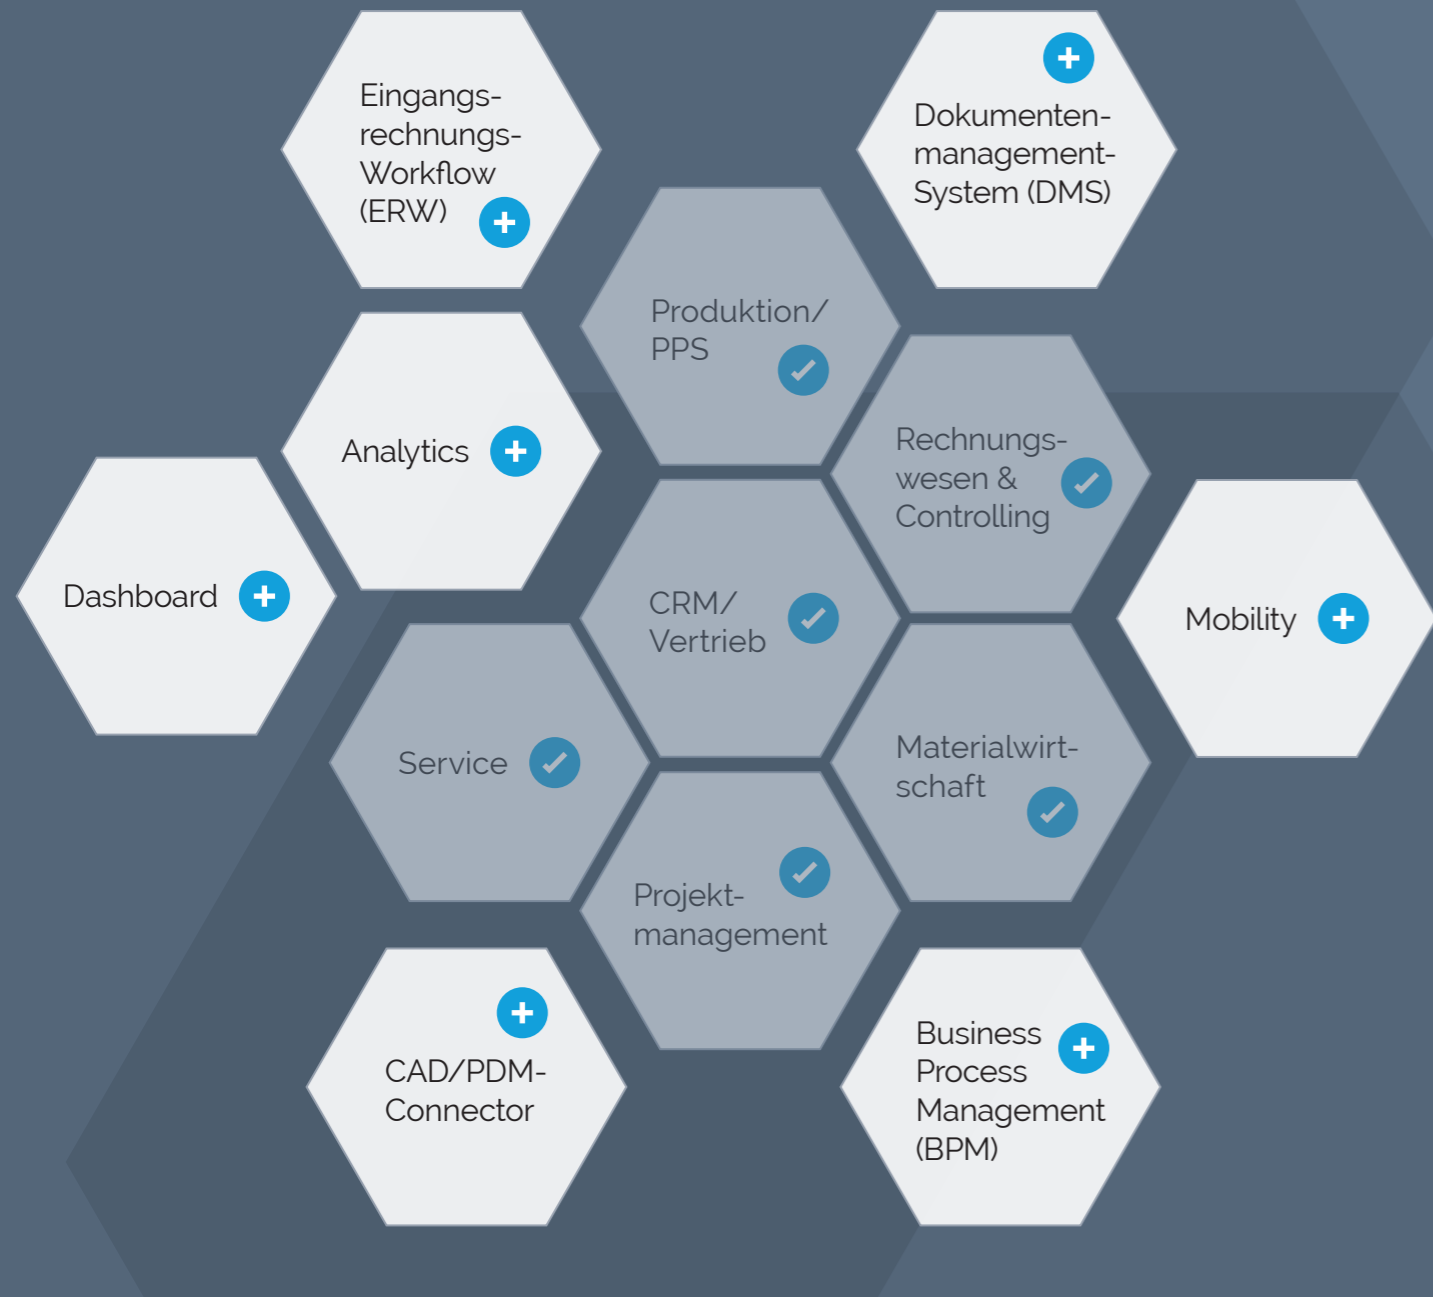 Eingangs-
rechnungs-
Workflow
(ERW)
Dokumenten-
management-
System (DMS)
Produktion/
PPS
Analytics
Rechnungs-
wesen &
Controlling
Dashboard
CRM/
Vertrieb
Mobility
Service
Materialwirt-
schaft
Projekt-
management
CAD/PDM-
Connector
Business
Process
Management
(BPM)